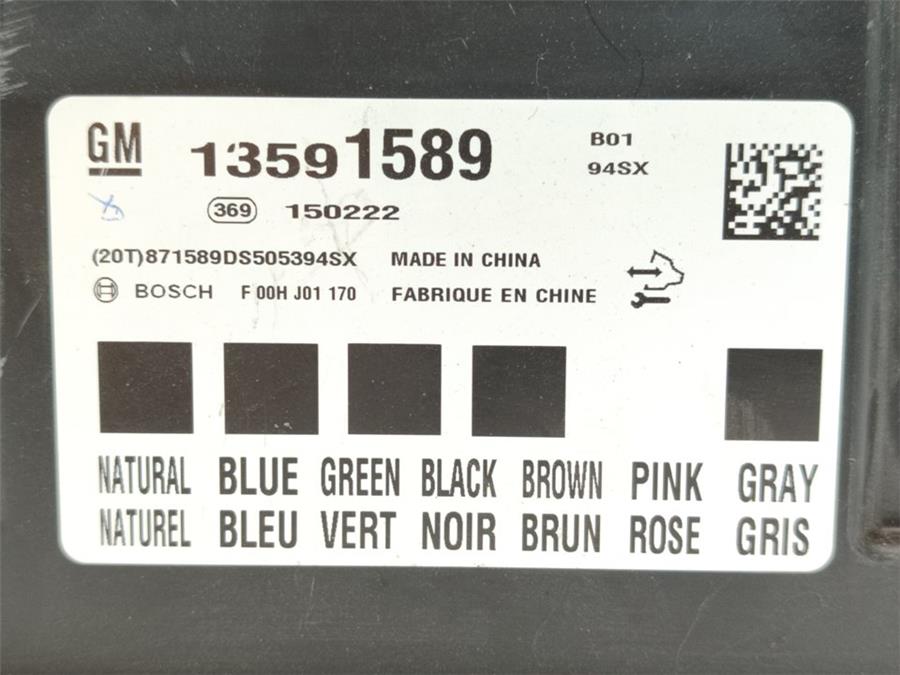 GM 13591589 B01
94SX
369 150222
(20T)871589DS505394SX MADE IN CHINA
BOSCH F 00H J01 170 FABRIQUE EN CHINE
NATURAL BLUE GREEN BLACK BROWN PINK GRAY
NATUREL BLEU VERT NOIR BRUN ROSE GRIS